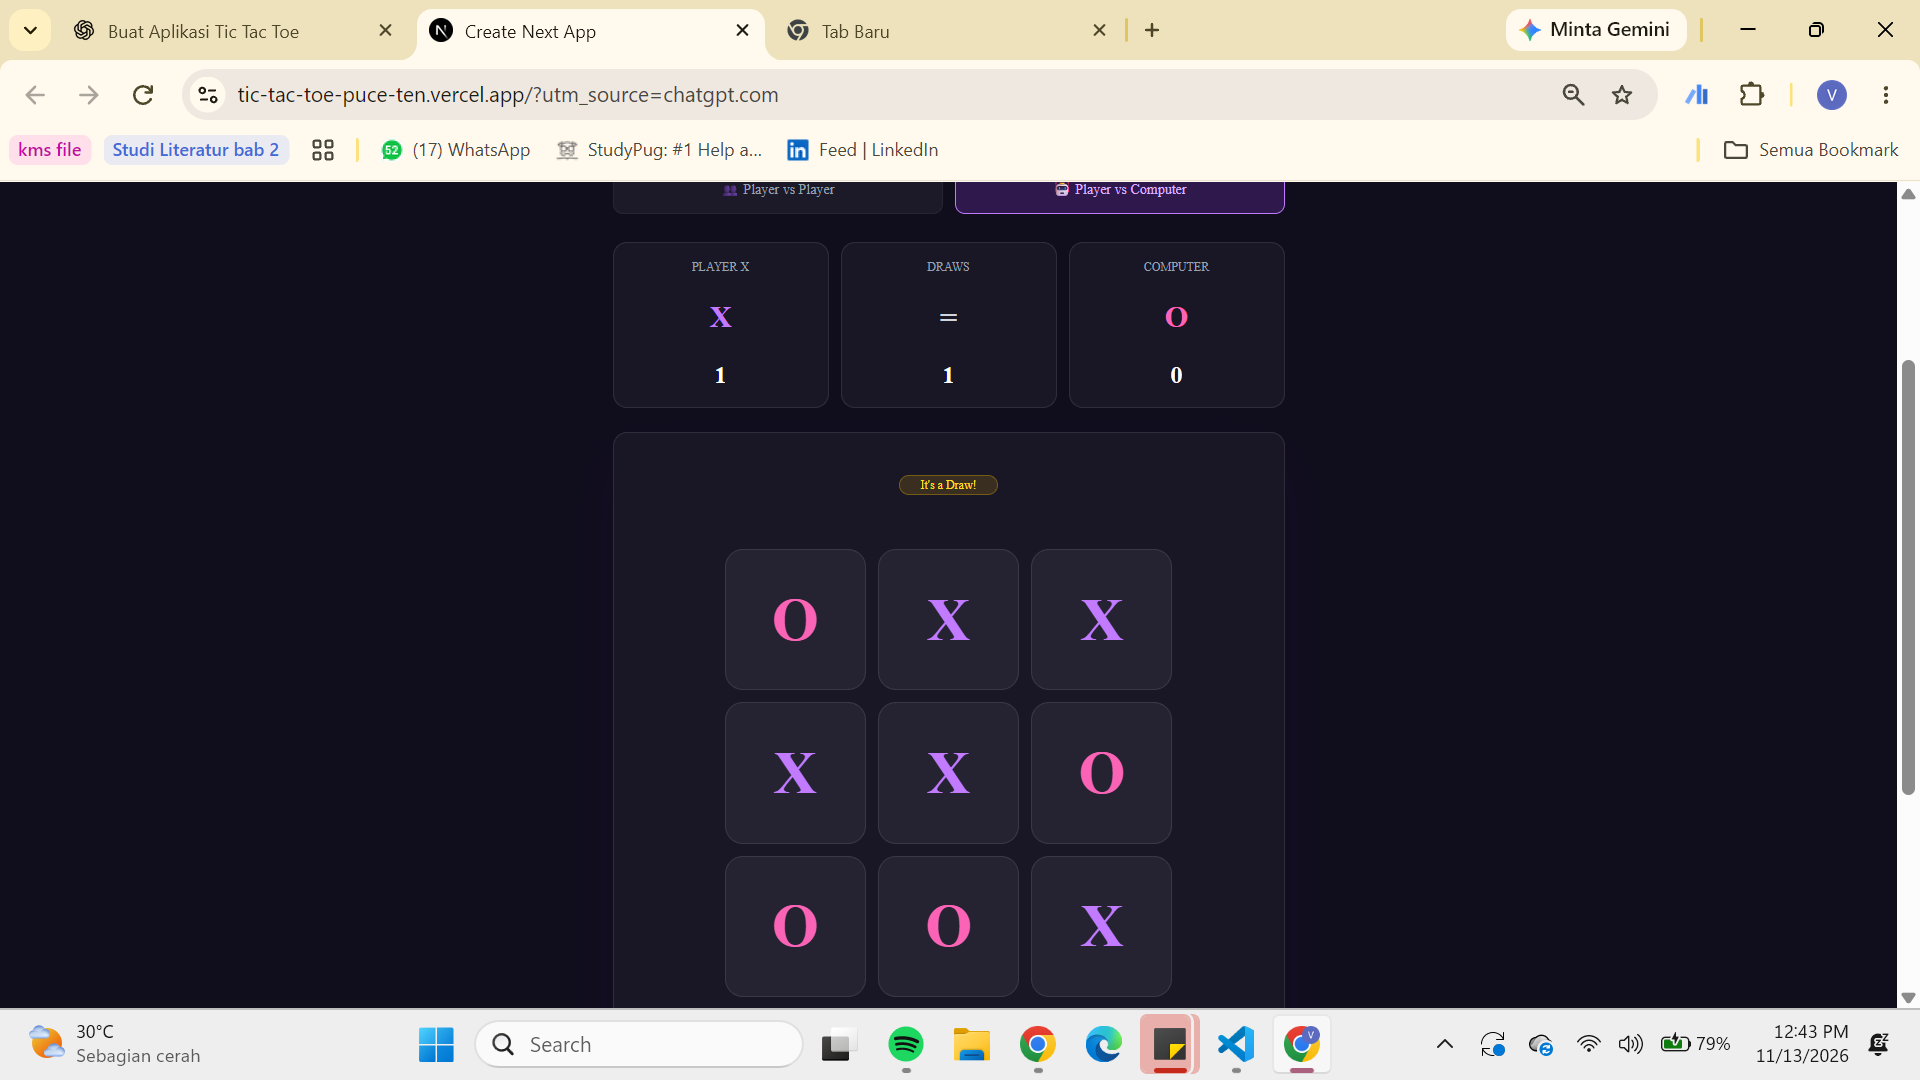 Buat Aplikasi Tic Tac Toe
Create Next App
Tab Baru
Minta Gemini
tic-tac-toe-puce-ten.vercel.app/?utm_source=chatgpt.com
V
kms file
Studi Literatur bab 2
52
(17) WhatsApp
StudyPug: #1 Help a...
Feed | LinkedIn
Semua Bookmark
Player vs Player
Player vs Computer
PLAYER X
DRAWS
COMPUTER
X
=
O
1
1
0
It's a Draw!
O X X
X X O
O O X
30°C
Sebagian cerah
Search
V
79%
12:43 PM
11/13/2026